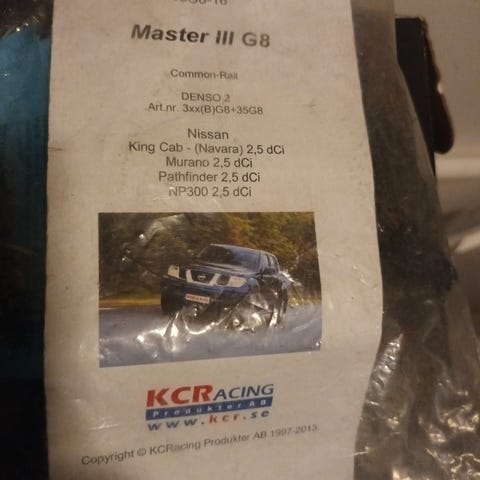 Master III G8
Common-Rail
DENSO 2
Art.nr. 3xx(B)G8+35G8
Nissan
King Cab - (Navara) 2,5 dCi
Murano 2,5 dCi
Pathfinder 2,5 dCi
NP300 2,5 dCi
KCRACING
Produkter AB
www.kcr.se
Copyright © KCRacing Produkter AB 1997-2013.